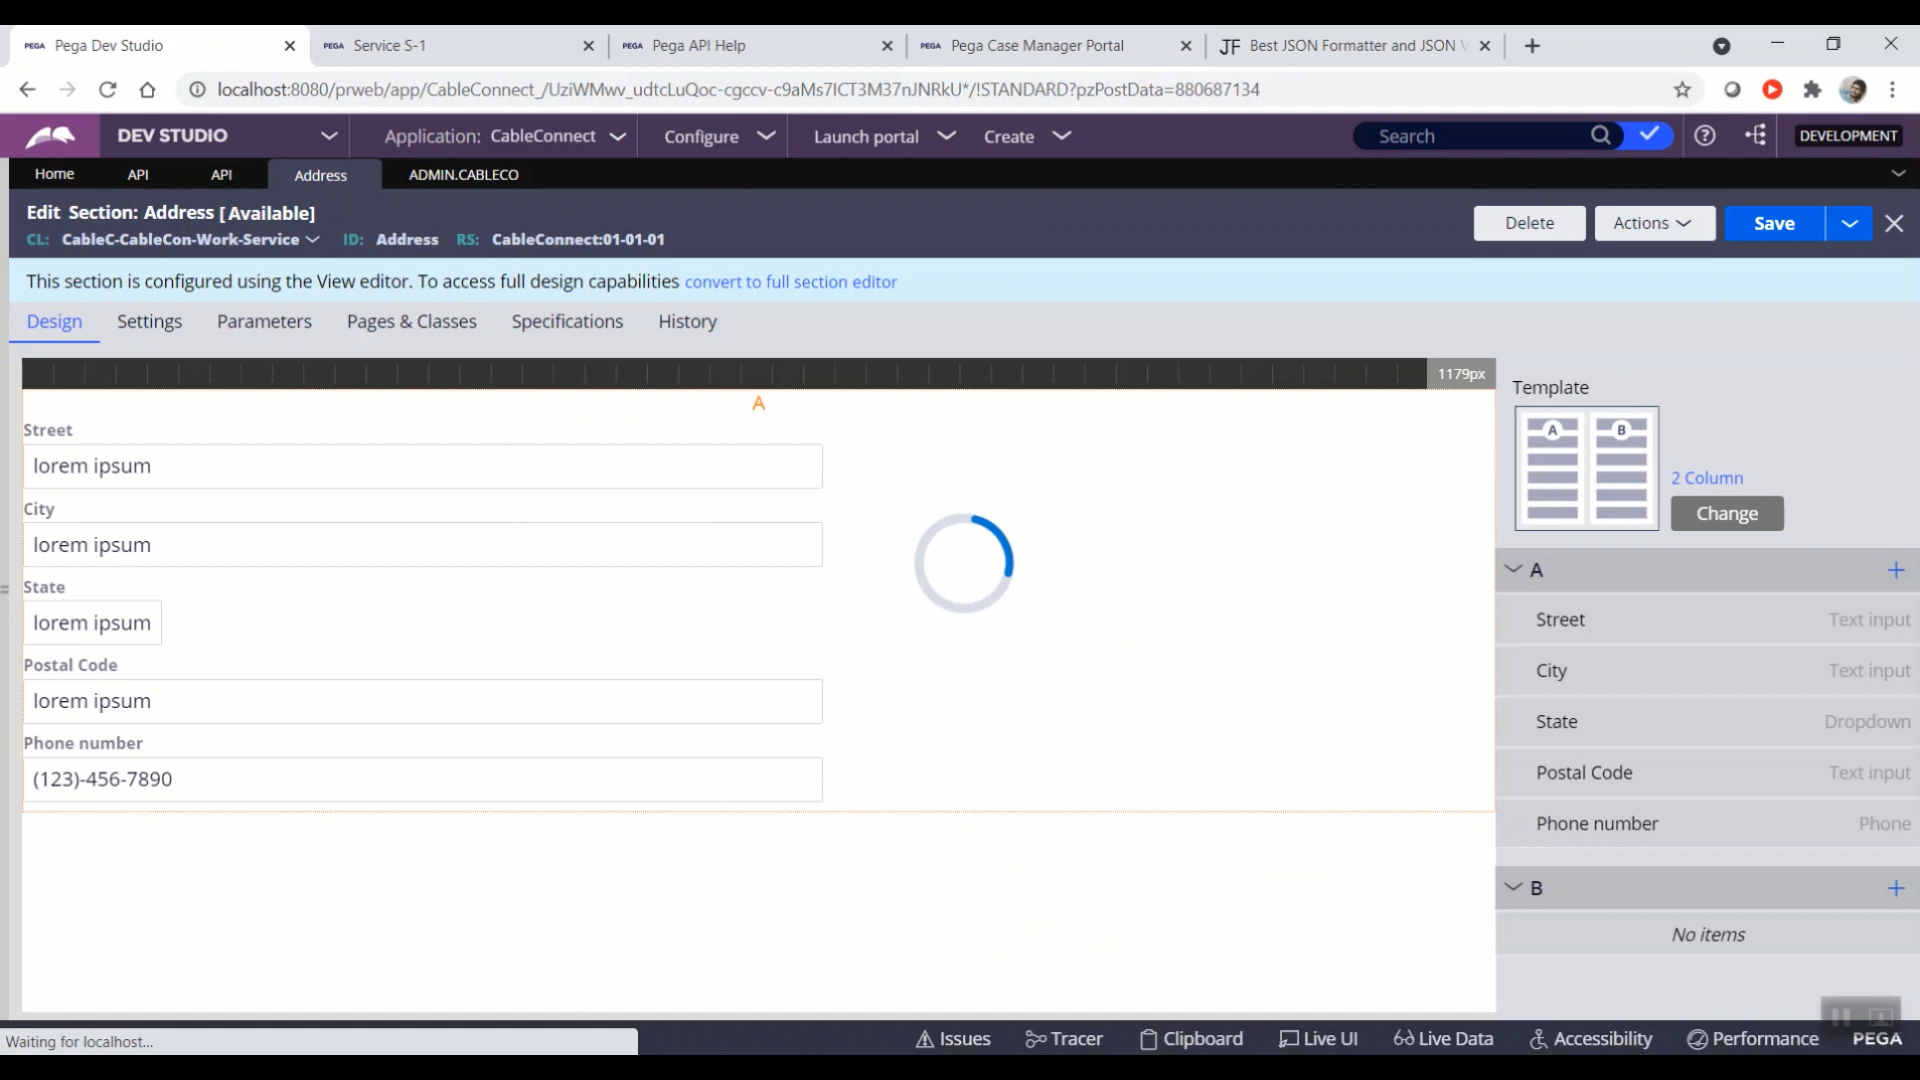 PEGA Pega Dev Studio
PEGA Service S-1
PEGA Pega API Help
PEGA Pega Case Manager Portal
JF Best JSON Formatter and JSON V
localhost:8080/prweb/app/CableConnect_/UziWMwv_udtcLuQoc-cgccv-c9aMs7ICT3M37nJNRkU*/!STANDARD?pzPostData=880687134
DEV STUDIO
Application: CableConnect
Configure
Launch portal
Create
Search
DEVELOPMENT
Home
API
API
Address
ADMIN.CABLECO
Edit Section: Address [Available]
CL: CableC-CableCon-Work-Service ID: Address RS: CableConnect:01-01-01
Delete
Actions
Save
This section is configured using the View editor. To access full design capabilities convert to full section editor
Design
Settings
Parameters
Pages & Classes
Specifications
History
1179px
A
Street
lorem ipsum
City
lorem ipsum
State
lorem ipsum
Postal Code
lorem ipsum
Phone number
(123)-456-7890
Template
A
B
2 Column
Change
A
Street Text input
City Text input
State Dropdown
Postal Code Text input
Phone number Phone
B
No items
Waiting for localhost...
Issues
Tracer
Clipboard
Live UI
Live Data
Accessibility
Performance
PEGA